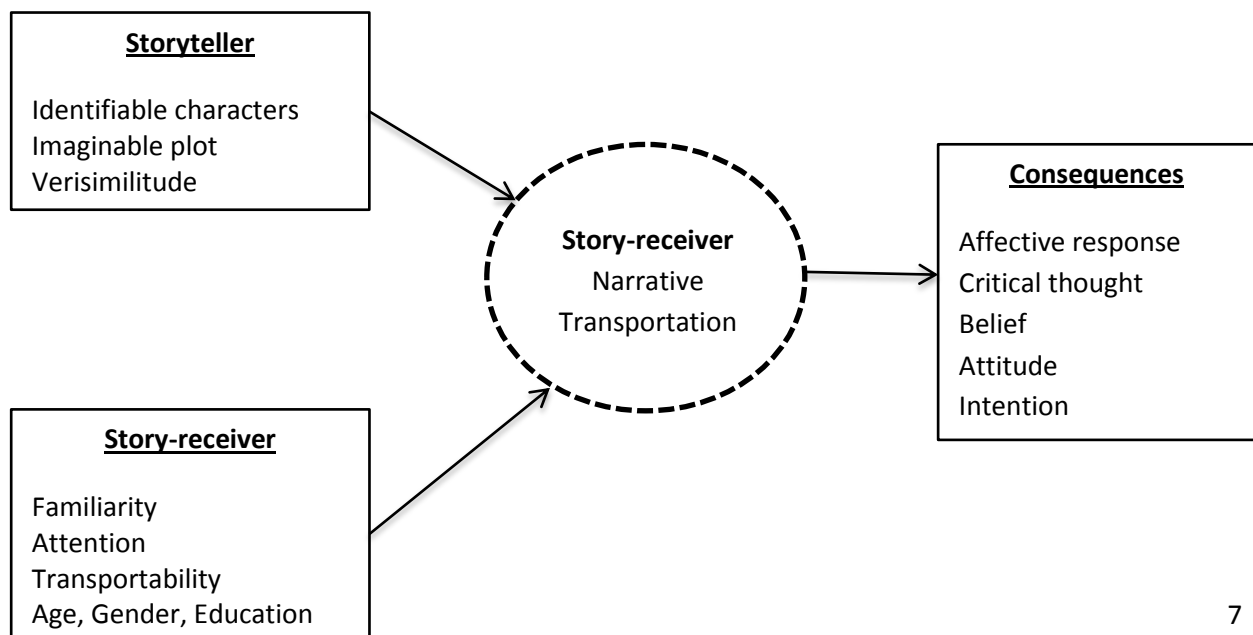 Storyteller
Identifiable characters
Imaginable plot
Verisimilitude
Story-receiver
Familiarity
Attention
Transportability
Age, Gender, Education
Story-receiver
Narrative
Transportation
Consequences
Affective response
Critical thought
Belief
Attitude
Intention
7